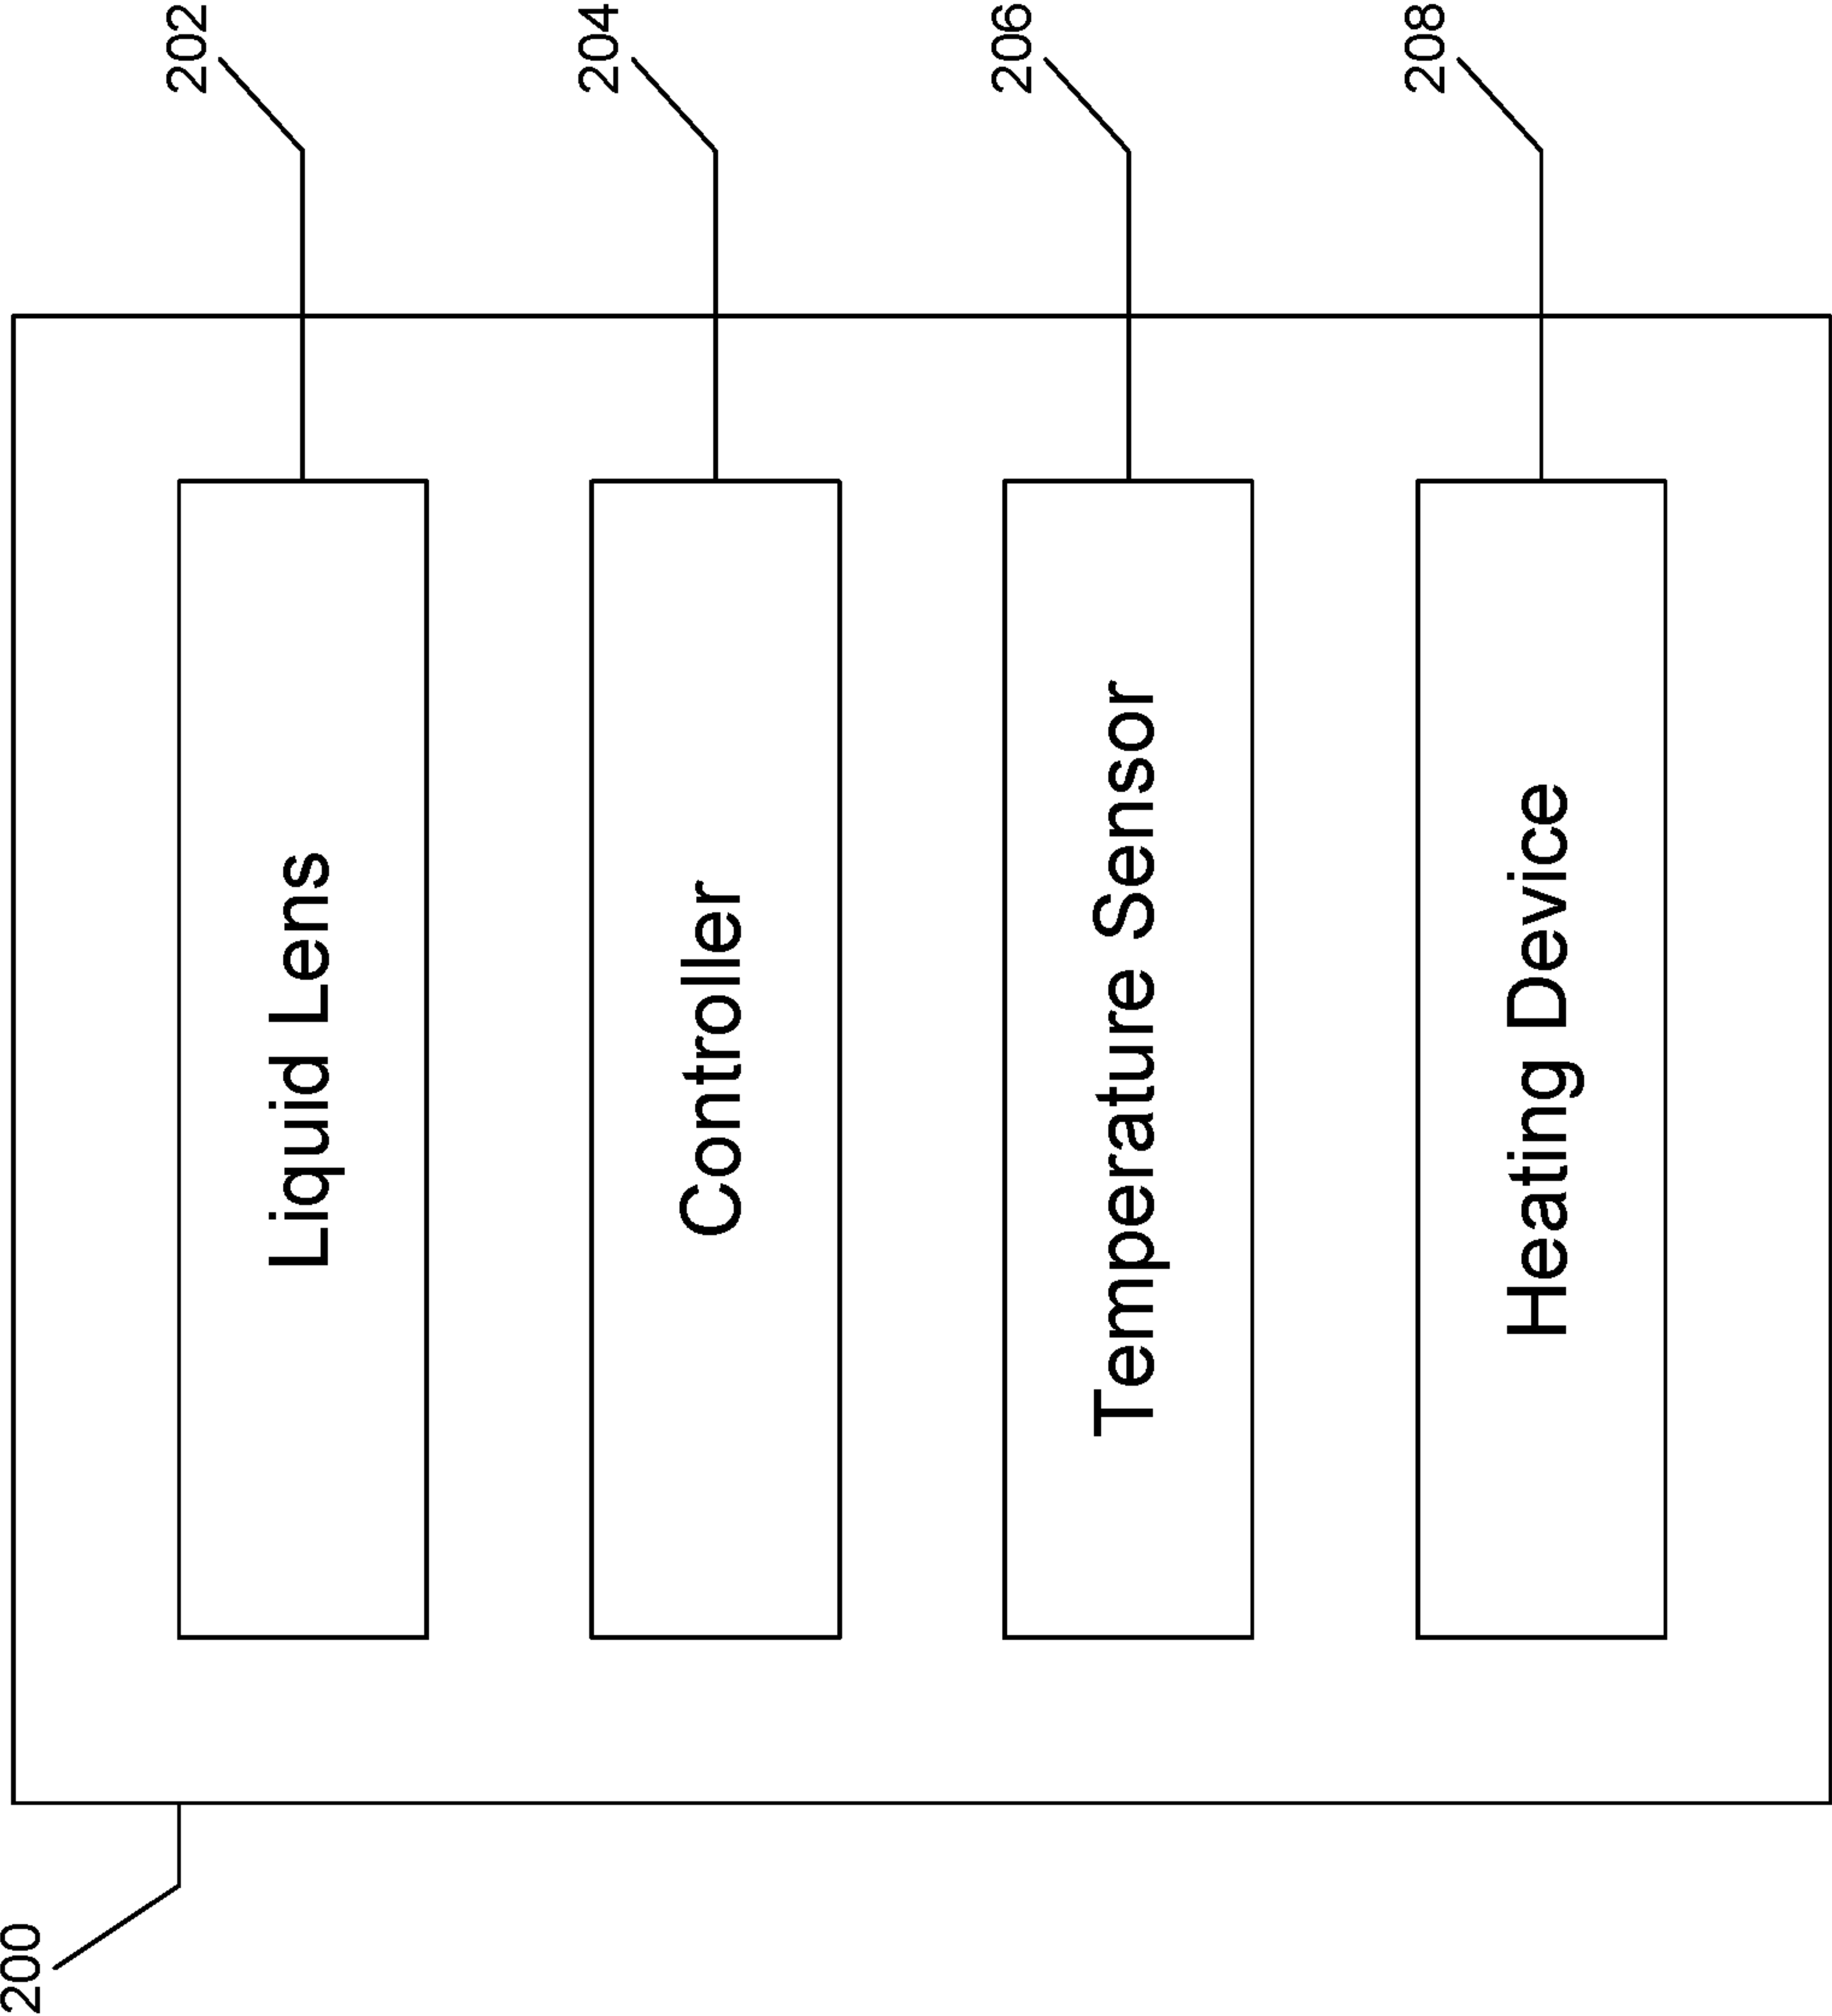 200
Liquid Lens
202
Controller
204
Temperature Sensor
206
Heating Device
208